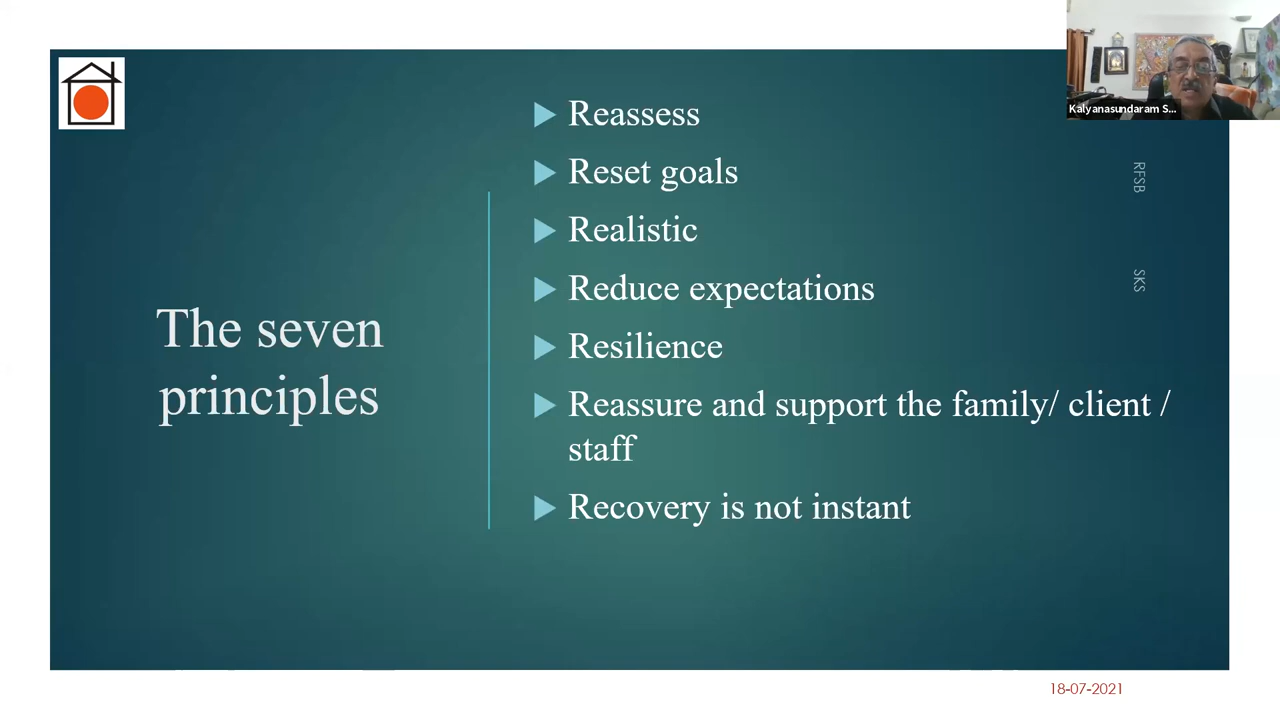 Kalyanasundaram S...
Reassess
Reset goals
Realistic
Reduce expectations
Resilience
Reassure and support the family/ client /
staff
Recovery is not instant
The seven
principles
RFSB
SKS
18-07-2021